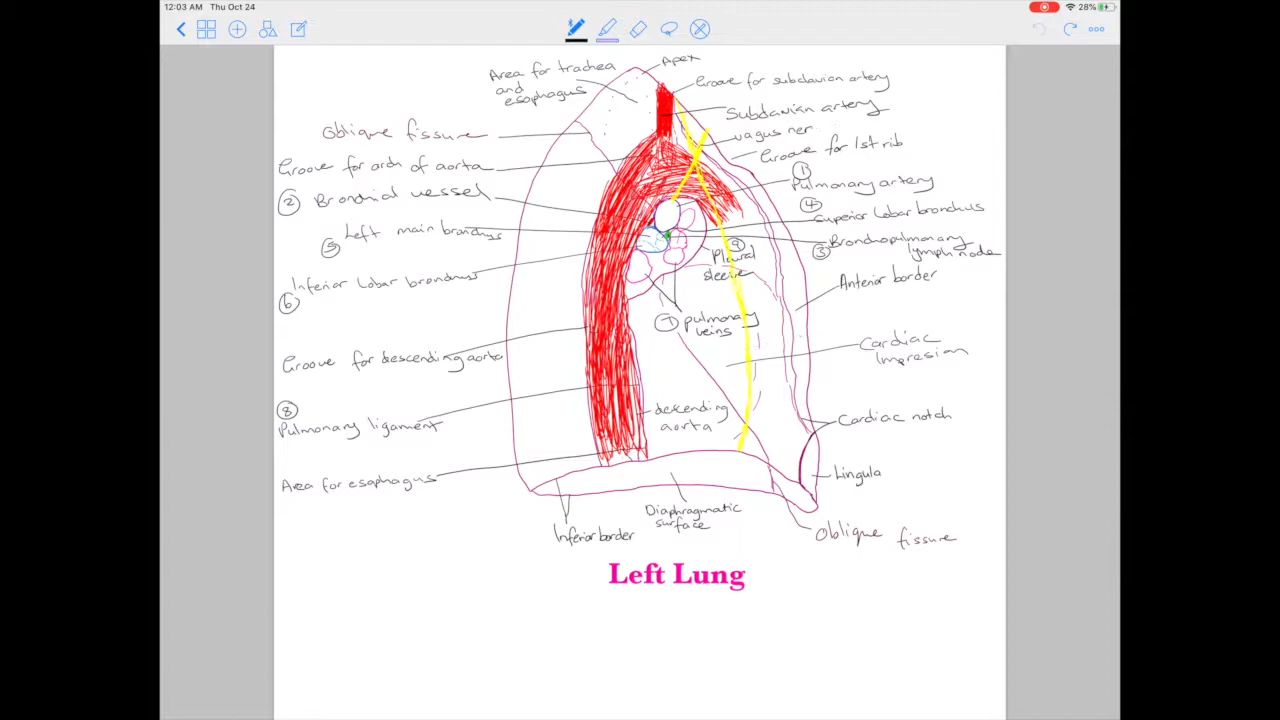 12:03 AM Thu Oct 24
28%
Apex
Area for trachea
and
esophagus
Groove for subclavian artery
Subclavian artery
vagus ner
Oblique fissure
Groove for 1st rib
Groove for arch of aorta
①
Pulmonary artery
② Bronchial vessel
④
Superior lobar bronchus
Left main bronchus
⑤
Bronchopulmonary
③ lymph node
⑨
Pleural
sleeve
Inferior lobar bronchus
⑥
Anterior border
⑦ pulmonary
veins
Cardiac
Impresion
Groove for descending aorta
⑧
Pulmonary ligament
descending
aorta
Cardiac notch
Area for esophagus
Lingula
Diaphragmatic
surface
Inferior border
Oblique fissure
Left Lung